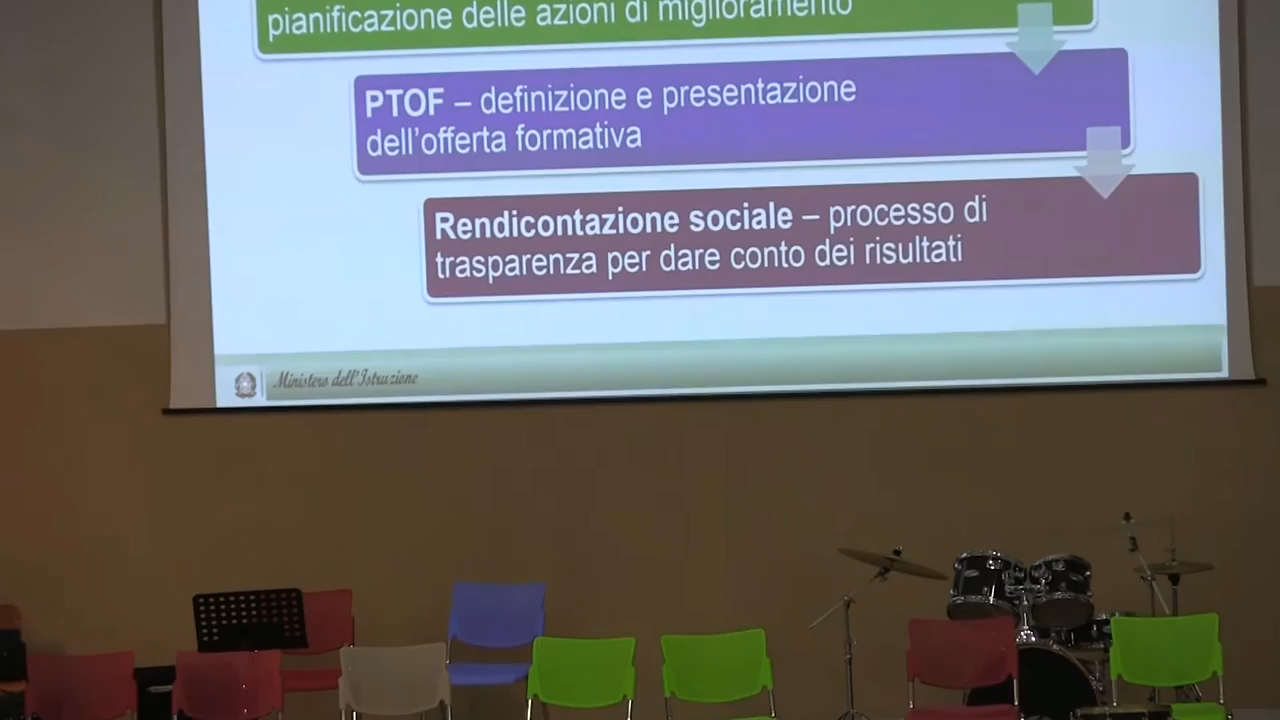 pianificazione delle azioni di miglioramento
PTOF – definizione e presentazione
dell'offerta formativa
Rendicontazione sociale – processo di
trasparenza per dare conto dei risultati
Ministero dell'Istruzione